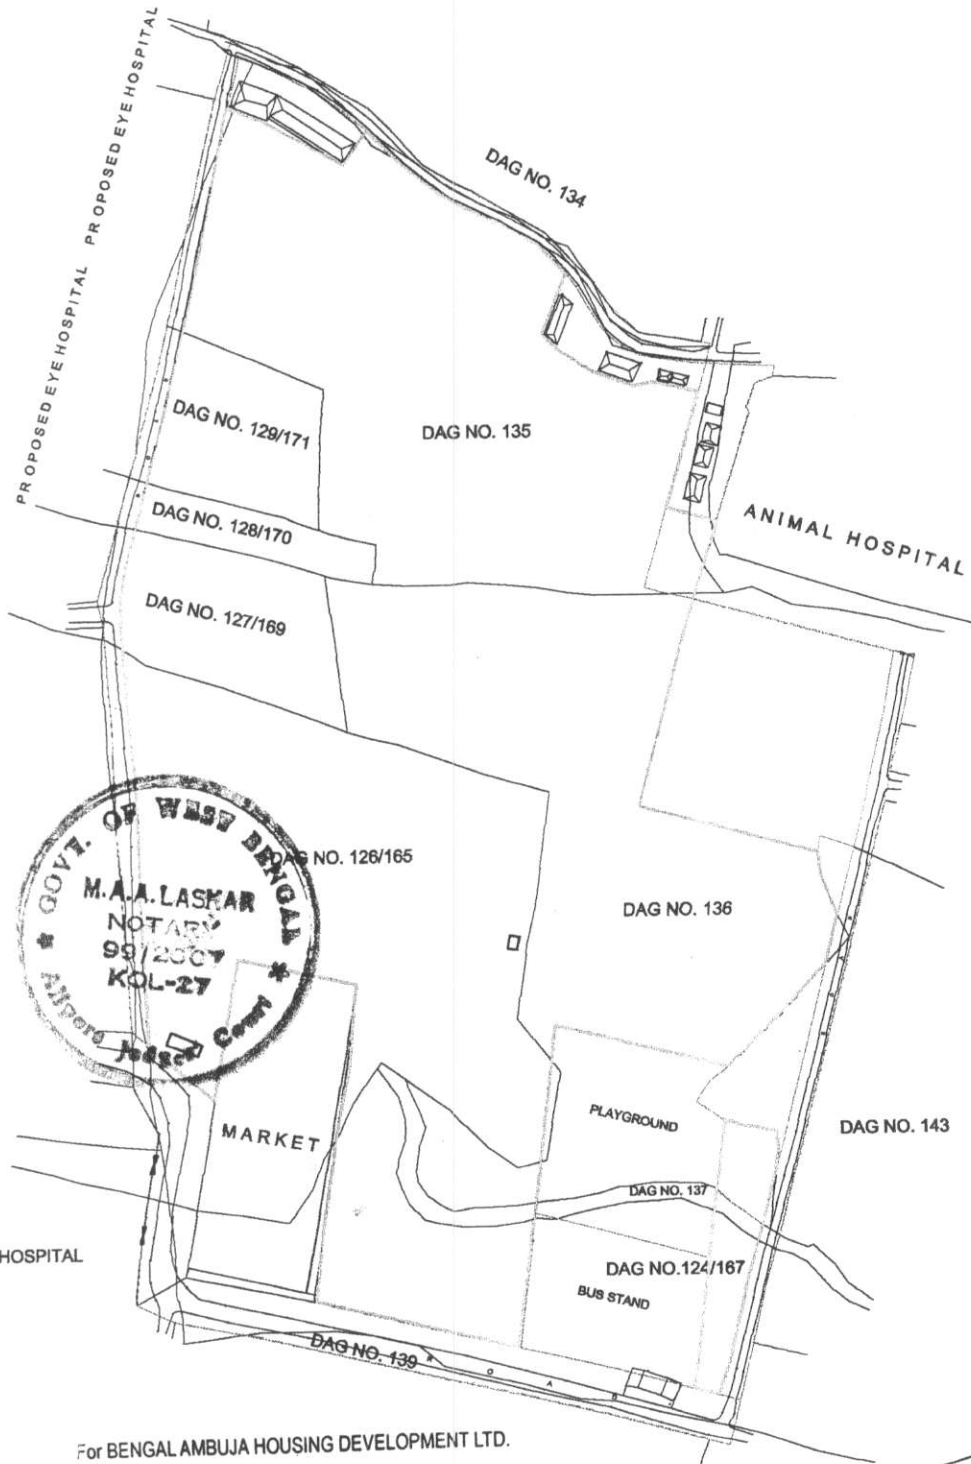 PROPOSED EYE HOSPITAL PROPOSED EYE HOSPITAL
DAG NO. 134
DAG NO. 129/171
DAG NO. 135
DAG NO. 128/170
ANIMAL HOSPITAL
DAG NO. 127/169
GOVT. OF WEST BENGAL
DAG NO. 126/165
M.A.A. LASKAR
NOTARY
99/2007
KOL-27
Alipore Judges Court
DAG NO. 136
PLAYGROUND
MARKET
DAG NO. 143
DAG NO. 137
HOSPITAL
DAG NO.124/167
BUS STAND
DAG NO. 139
R O A D
For BENGAL AMBUJA HOUSING DEVELOPMENT LTD.